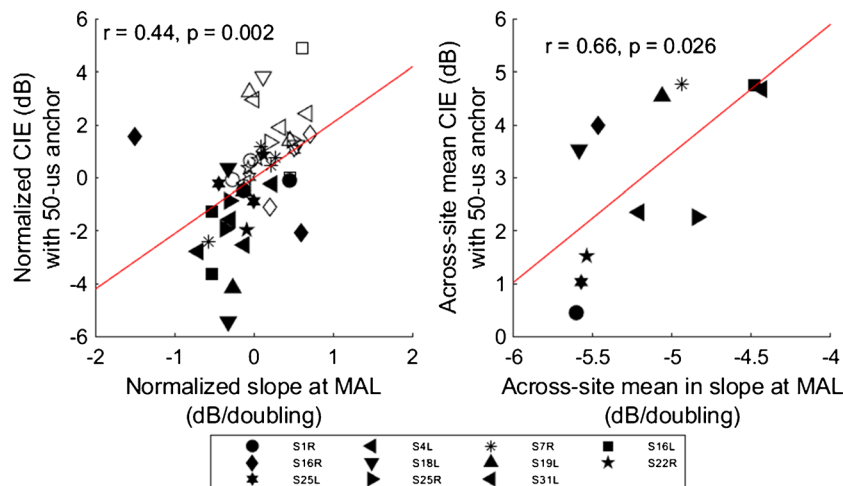 r = 0.44, p = 0.002
Normalized CIE (dB)
with 50-us anchor
6
4
2
0
-2
-4
-6
-2
-1
0
1
2
Normalized slope at MAL
(dB/doubling)
r = 0.66, p = 0.026
Across-site mean CIE (dB)
with 50-us anchor
6
5
4
3
2
1
0
-6
-5.5
-5
-4.5
-4
Across-site mean in slope at MAL
(dB/doubling)
S1R
S4L
S7R
S16L
S16R
S18L
S19L
S22R
S25L
S25R
S31L